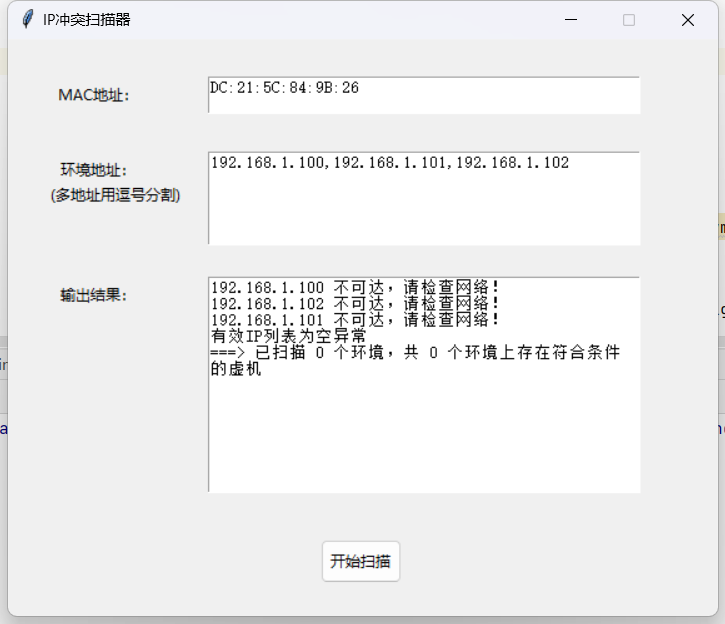 IP冲突扫描器
MAC地址：
DC:21:5C:84:9B:26
环境地址：
(多地址用逗号分割)
192.168.1.100,192.168.1.101,192.168.1.102
输出结果：
192.168.1.100 不可达，请检查网络！
192.168.1.102 不可达，请检查网络！
192.168.1.101 不可达，请检查网络！
有效IP列表为空异常
===> 已扫描 0 个环境，共 0 个环境上存在符合条件
的虚机
开始扫描